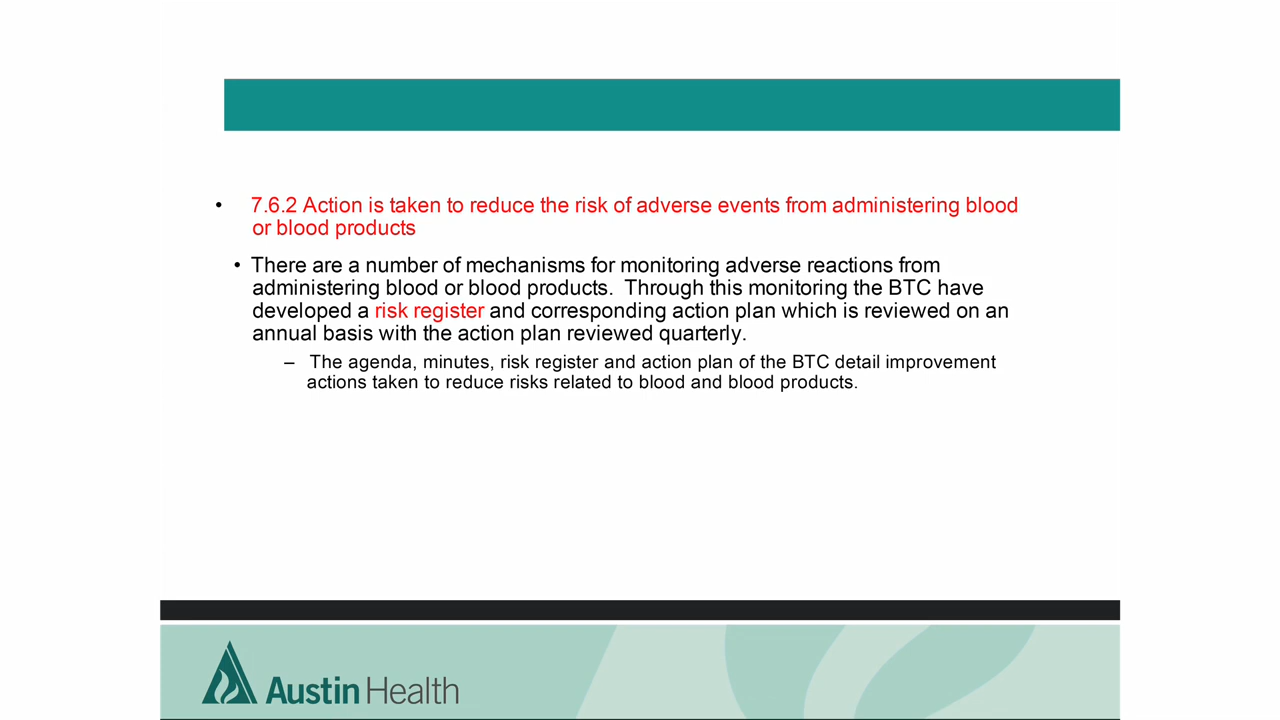 • 7.6.2 Action is taken to reduce the risk of adverse events from administering blood
or blood products
• There are a number of mechanisms for monitoring adverse reactions from
administering blood or blood products.  Through this monitoring the BTC have
developed a risk register and corresponding action plan which is reviewed on an
annual basis with the action plan reviewed quarterly.
– The agenda, minutes, risk register and action plan of the BTC detail improvement
actions taken to reduce risks related to blood and blood products.
Austin Health